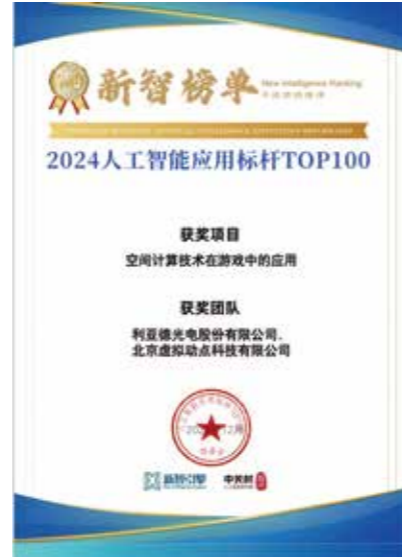 新智榜单
New Intelligence Ranking
2024人工智能应用标杆TOP100
获奖项目
空间计算技术在游戏中的应用
获奖团队
利亚德光电股份有限公司、
北京虚拟动点科技有限公司
新智引擎 中关村